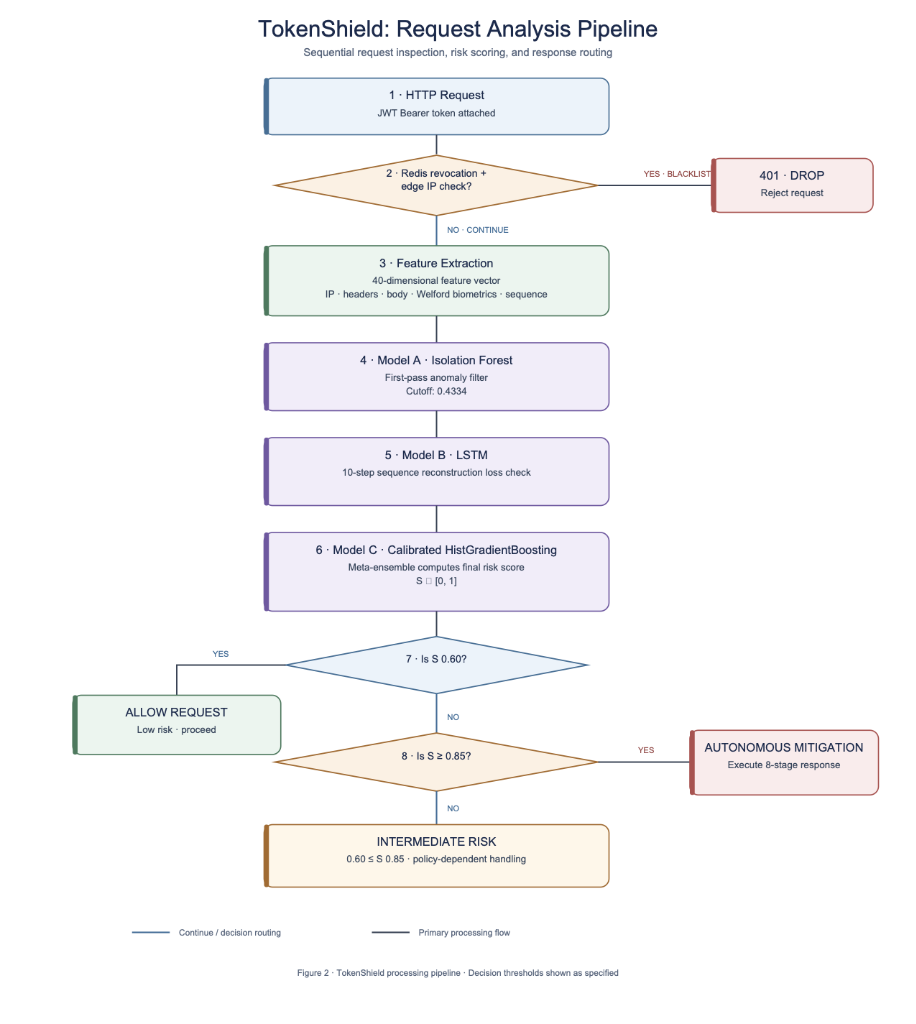 TokenShield: Request Analysis Pipeline
Sequential request inspection, risk scoring, and response routing
1 · HTTP Request
JWT Bearer token attached
2 · Redis revocation +
edge IP check?
YES · BLACKLIST
401 · DROP
Reject request
NO · CONTINUE
3 · Feature Extraction
40-dimensional feature vector
IP · headers · body · Welford biometrics · sequence
4 · Model A · Isolation Forest
First-pass anomaly filter
Cutoff: 0.4334
5 · Model B · LSTM
10-step sequence reconstruction loss check
6 · Model C · Calibrated HistGradientBoosting
Meta-ensemble computes final risk score
S □ [0, 1]
7 · Is S 0.60?
YES
ALLOW REQUEST
Low risk · proceed
NO
8 · Is S ≥ 0.85?
YES
AUTONOMOUS MITIGATION
Execute 8-stage response
NO
INTERMEDIATE RISK
0.60 ≤ S 0.85 · policy-dependent handling
Continue / decision routing
Primary processing flow
Figure 2 · TokenShield processing pipeline · Decision thresholds shown as specified